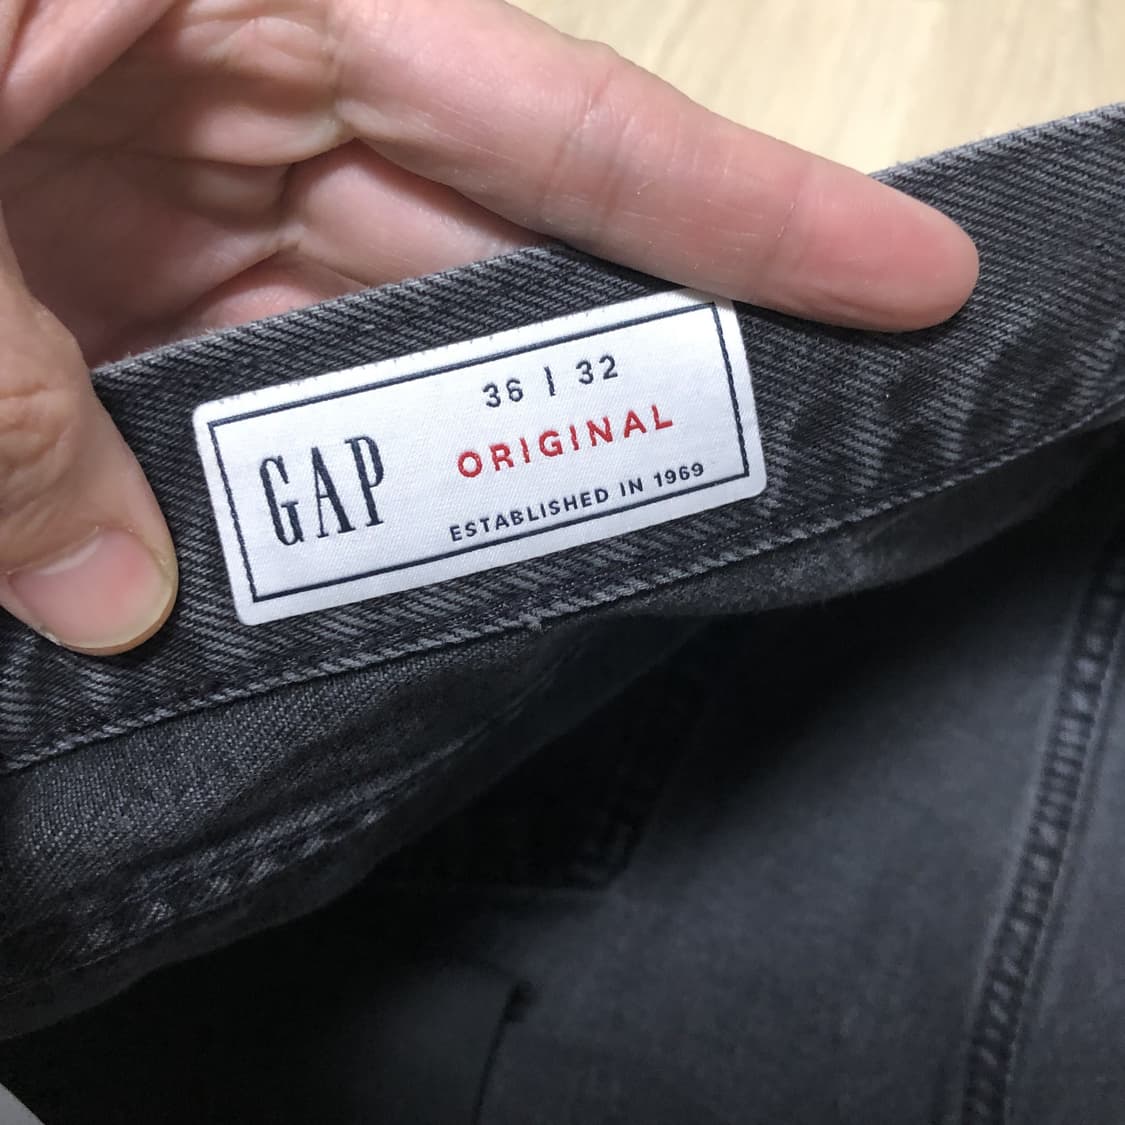 GAP
36 | 32
ORIGINAL
ESTABLISHED IN 1969